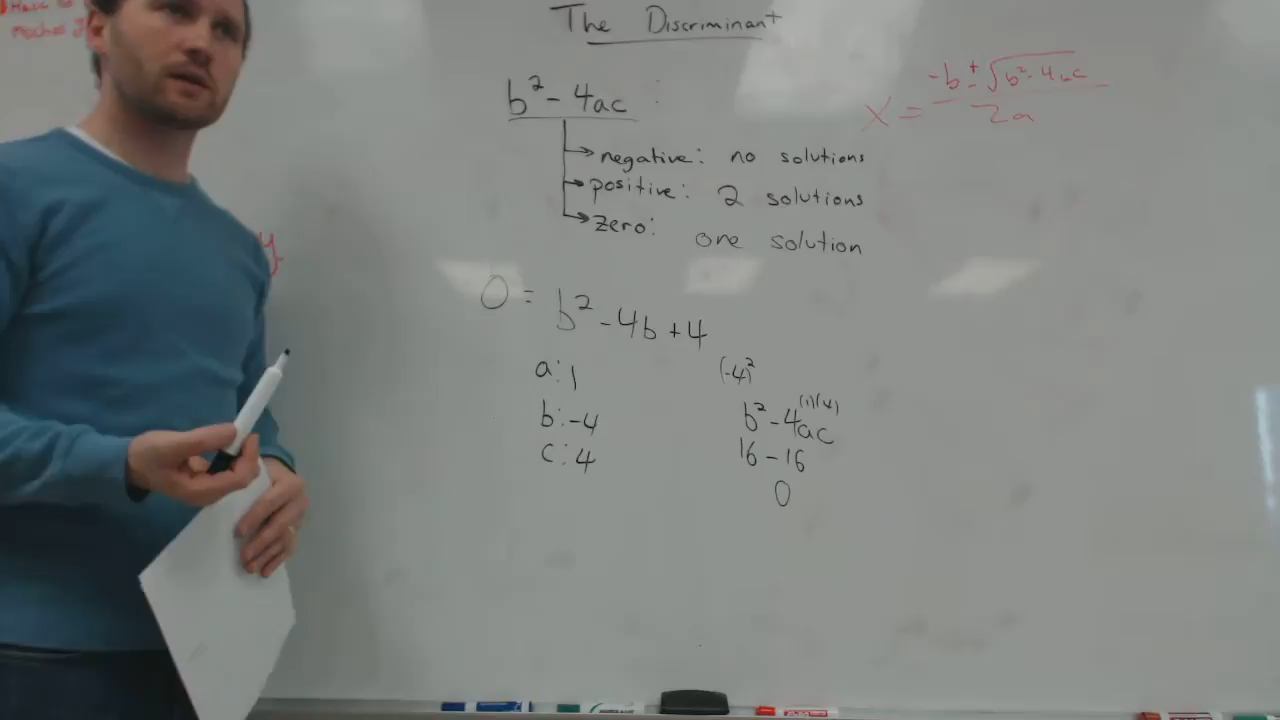 The Discriminant
b² - 4ac :
negative: no solutions
positive: 2 solutions
zero: one solution
x = -b ± √b² - 4ac / 2a
0 = b² - 4b + 4
a: 1
b: -4
c: 4
(-4)²
(1)(4)
b² - 4ac
16 - 16
0
y